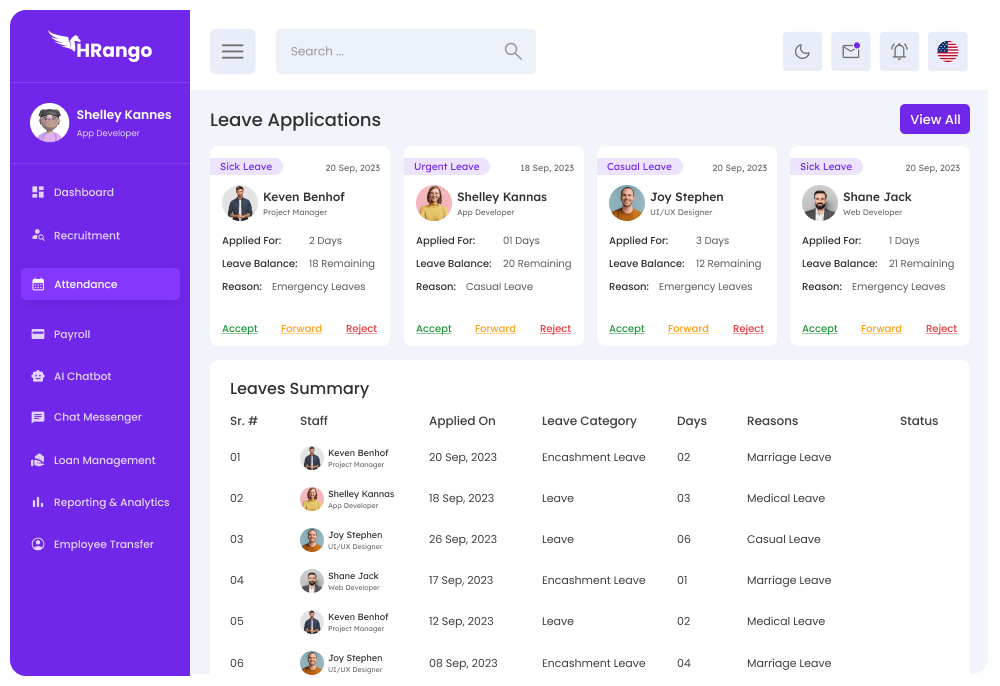 HRango
Search ...
Shelley Kannes
App Developer
Dashboard
Recruitment
Attendance
Payroll
AI Chatbot
Chat Messenger
Loan Management
Reporting & Analytics
Employee Transfer
Leave Applications
View All
Sick Leave
20 Sep, 2023
Keven Benhof
Project Manager
Applied For: 2 Days
Leave Balance: 18 Remaining
Reason: Emergency Leaves
Accept Forward Reject
Urgent Leave
18 Sep, 2023
Shelley Kannas
App Developer
Applied For: 01 Days
Leave Balance: 20 Remaining
Reason: Casual Leave
Accept Forward Reject
Casual Leave
20 Sep, 2023
Joy Stephen
UI/UX Designer
Applied For: 3 Days
Leave Balance: 12 Remaining
Reason: Emergency Leaves
Accept Forward Reject
Sick Leave
20 Sep, 2023
Shane Jack
Web Developer
Applied For: 1 Days
Leave Balance: 21 Remaining
Reason: Emergency Leaves
Accept Forward Reject
Leaves Summary
Sr. # Staff Applied On Leave Category Days Reasons Status
01 Keven Benhof Project Manager 20 Sep, 2023 Encashment Leave 02 Marriage Leave
02 Shelley Kannas App Developer 18 Sep, 2023 Leave 03 Medical Leave
03 Joy Stephen UI/UX Designer 26 Sep, 2023 Leave 06 Casual Leave
04 Shane Jack Web Developer 17 Sep, 2023 Encashment Leave 01 Marriage Leave
05 Keven Benhof Project Manager 12 Sep, 2023 Leave 02 Medical Leave
06 Joy Stephen UI/UX Designer 08 Sep, 2023 Encashment Leave 04 Marriage Leave